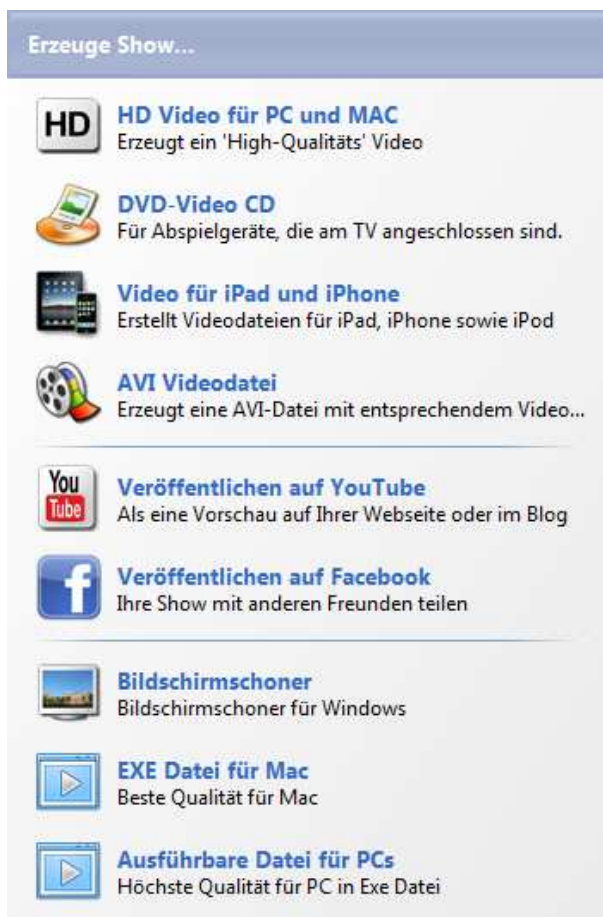 Erzeuge Show...
HD
HD Video für PC und MAC
Erzeugt ein 'High-Qualitäts' Video
DVD-Video CD
Für Abspielgeräte, die am TV angeschlossen sind.
Video für iPad und iPhone
Erstellt Videodateien für iPad, iPhone sowie iPod
AVI Videodatei
Erzeugt eine AVI-Datei mit entsprechendem Video...
You
Tube
Veröffentlichen auf YouTube
Als eine Vorschau auf Ihrer Webseite oder im Blog
f
Veröffentlichen auf Facebook
Ihre Show mit anderen Freunden teilen
Bildschirmschoner
Bildschirmschoner für Windows
EXE Datei für Mac
Beste Qualität für Mac
Ausführbare Datei für PCs
Höchste Qualität für PC in Exe Datei